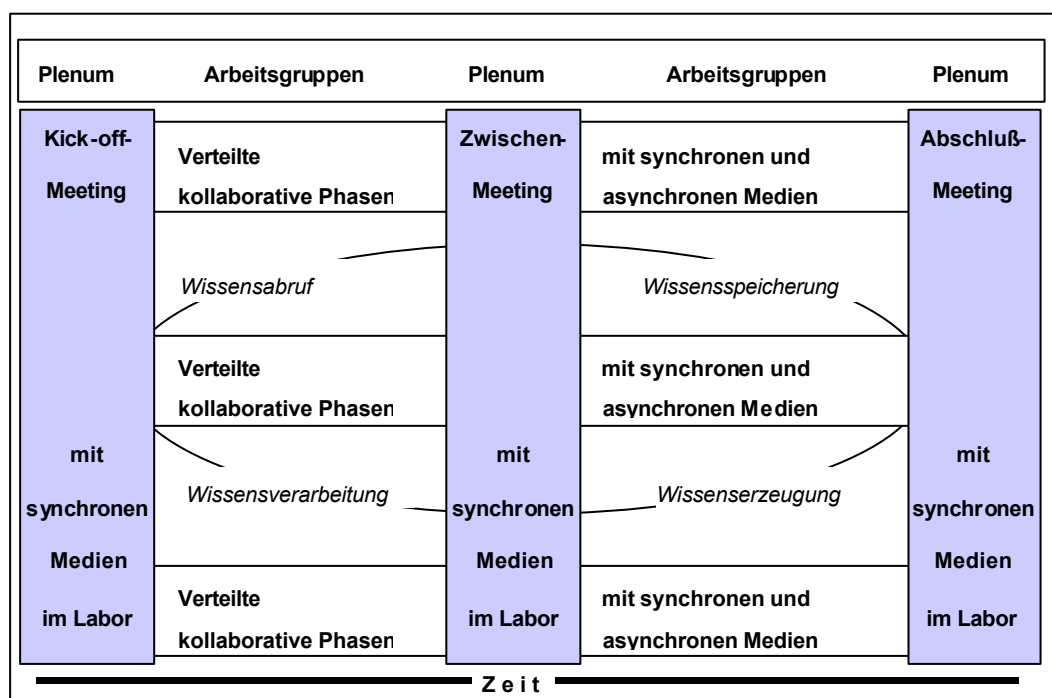 Plenum Arbeitsgruppen Plenum Arbeitsgruppen Plenum
Kick-off-
Meeting
mit
synchronen
Medien
im Labor
Verteilte
kollaborative Phasen
Wissensabruf
Verteilte
kollaborative Phasen
Wissensverarbeitung
Verteilte
kollaborative Phasen
Zwischen-
Meeting
mit
synchronen
Medien
im Labor
mit synchronen und
asynchronen Medien
Wissensspeicherung
mit synchronen und
asynchronen Medien
Wissenserzeugung
mit synchronen und
asynchronen Medien
Abschluß-
Meeting
mit
synchronen
Medien
im Labor
Zeit